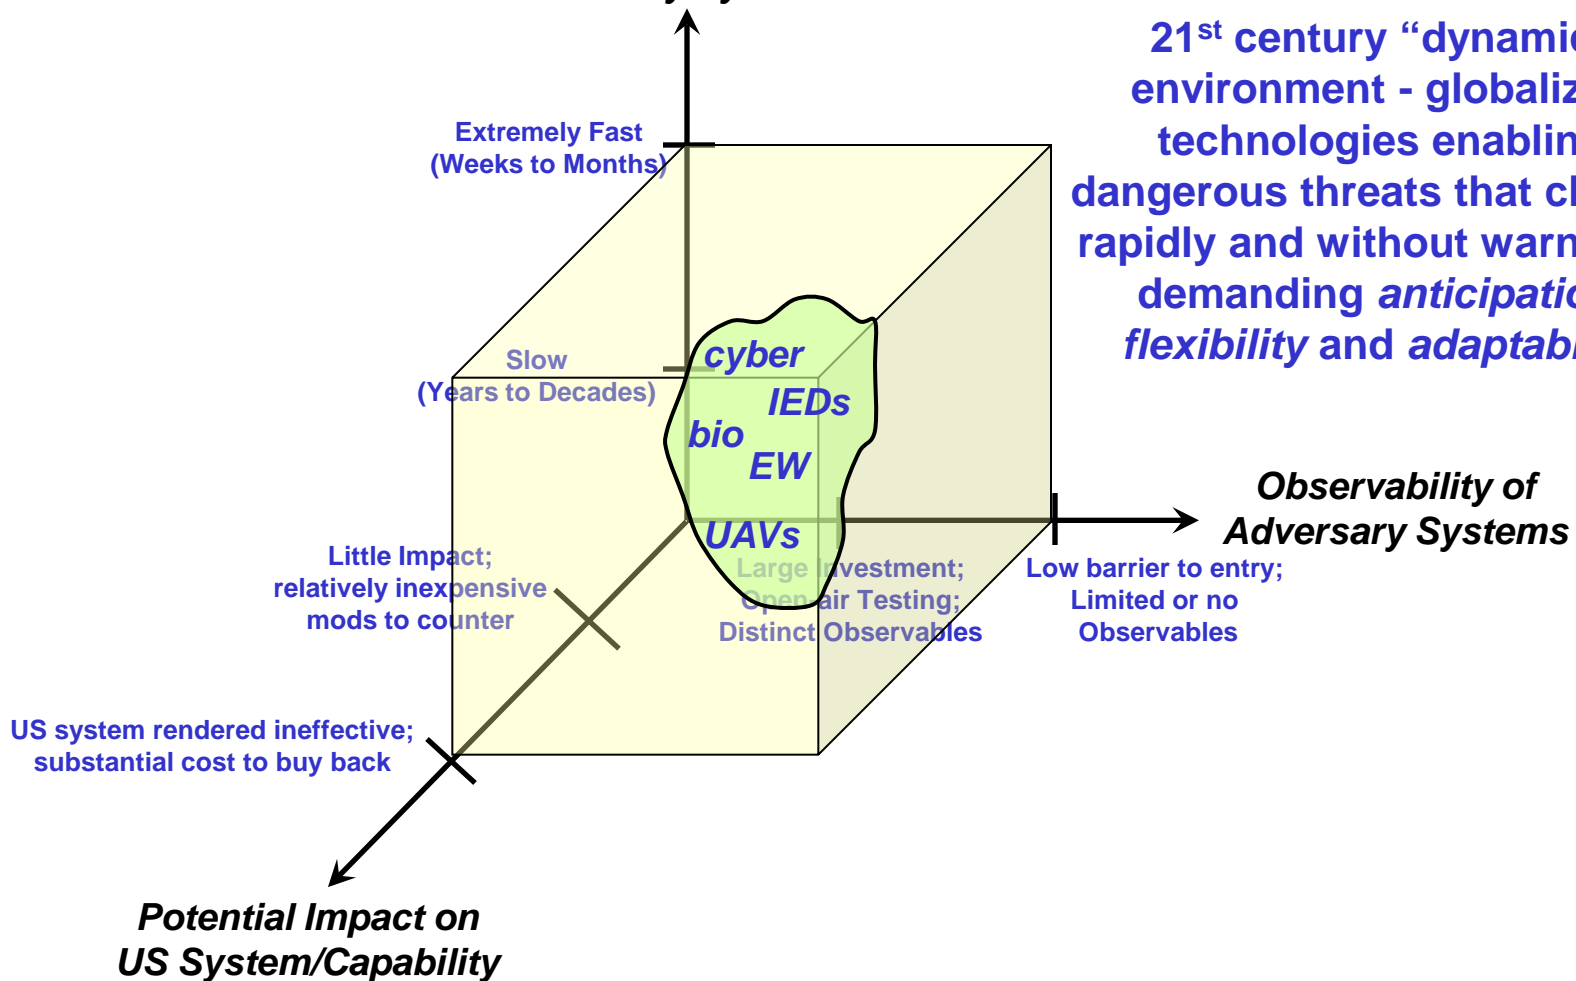 21st century “dynamic
environment - globaliz
technologies enablin
dangerous threats that c
rapidly and without warn
demanding anticipatio
flexibility and adaptab
Extremely Fast
(Weeks to Months)
Slow
(Years to Decades)
cyber
IEDs
bio
EW
UAVs
Observability of
Adversary Systems
Little Impact;
relatively inexpensive
mods to counter
Large Investment;
Open-air Testing;
Distinct Observables
Low barrier to entry;
Limited or no
Observables
US system rendered ineffective;
substantial cost to buy back
Potential Impact on
US System/Capability